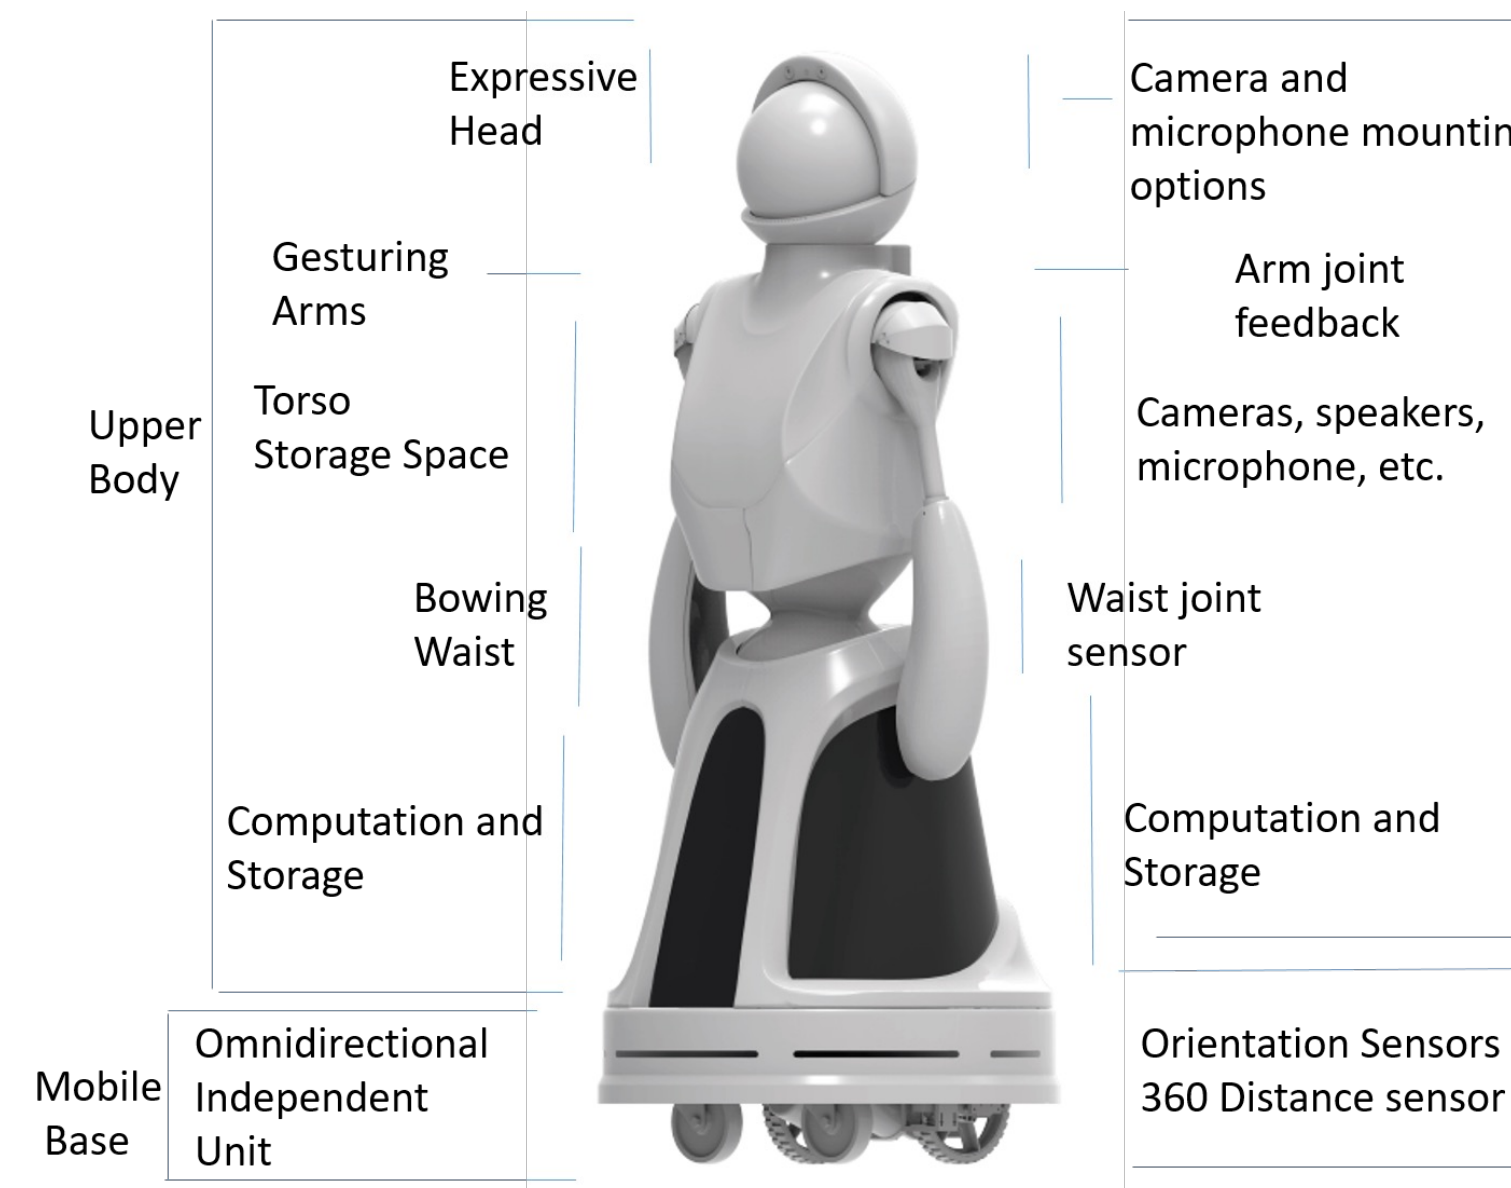 Expressive
Head
Camera and
microphone mountin
options
Gesturing
Arms
Arm joint
feedback
Upper
Body
Torso
Storage Space
Cameras, speakers,
microphone, etc.
Bowing
Waist
Waist joint
sensor
Computation and
Storage
Computation and
Storage
Mobile
Base
Omnidirectional
Independent
Unit
Orientation Sensors
360 Distance sensor